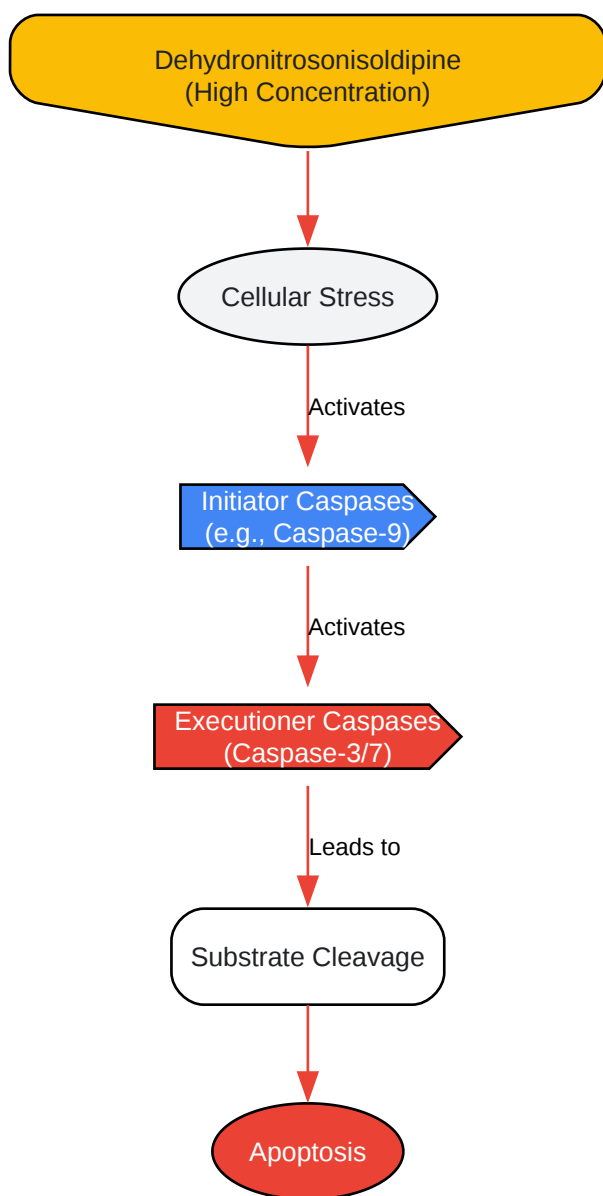 Dehydronitrosonisoldipine
(High Concentration)
Cellular Stress
Activates
Initiator Caspases
(e.g., Caspase-9)
Activates
Executioner Caspases
(Caspase-3/7)
Leads to
Substrate Cleavage
Apoptosis